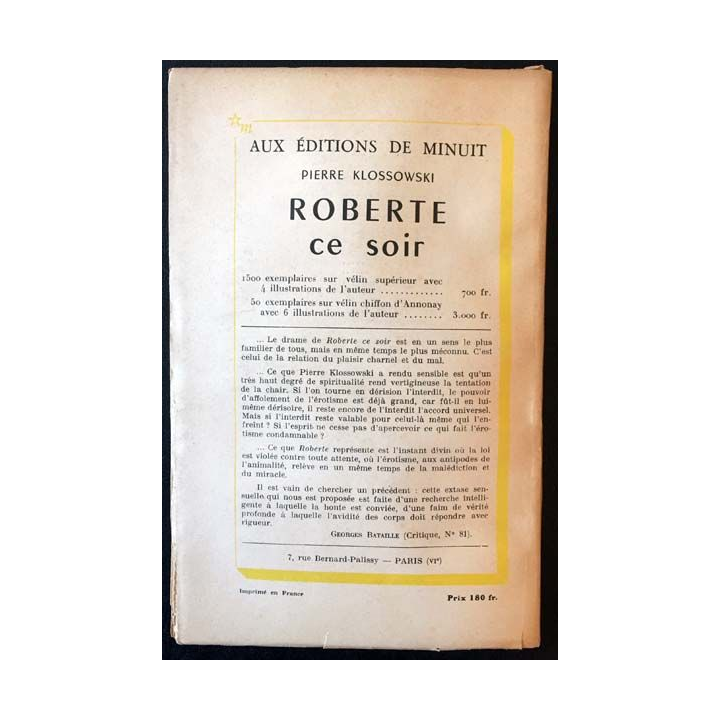 m
AUX ÉDITIONS DE MINUIT
PIERRE KLOSSOWSKI
ROBERTE
ce soir
1500 exemplaires sur vélin supérieur avec
4 illustrations de l'auteur ............. 700 fr.
50 exemplaires sur vélin chiffon d'Annonay
avec 6 illustrations de l'auteur ........ 3.000 fr.
... Le drame de Roberte ce soir est en un sens le plus
familier de tous, mais en même temps le plus méconnu. C'est
celui de la relation du plaisir charnel et du mal.
... Ce que Pierre Klossowski a rendu sensible est qu'un
très haut degré de spiritualité rend vertigineuse la tentation
de la chair. Si l'on tourne en dérision l'interdit, le pouvoir
d'affolement de l'érotisme est déjà grand, car fût-il en lui-
même dérisoire, il reste encore de l'interdit l'accord universel.
Mais si l'interdit reste valable pour celui-là même qui l'en-
freint ? Si l'esprit ne cesse pas d'apercevoir ce qui fait l'éro-
tisme condamnable ?
... Ce que Roberte représente est l'instant divin où la loi
est violée contre toute attente, où l'érotisme, aux antipodes de
l'animalité, relève en un même temps de la malédiction et
du miracle.
Il est vain de chercher un précédent : cette extase sen-
suelle qui nous est proposée est faite d'une recherche intelli-
gente à laquelle la honte est conviée, d'une faim de vérité
profonde à laquelle l'avidité des corps doit répondre avec
vigueur.
GEORGES BATAILLE (Critique, N° 81).
7, rue Bernard-Palissy — PARIS (VIe)
Imprimé en France
Prix 180 fr.